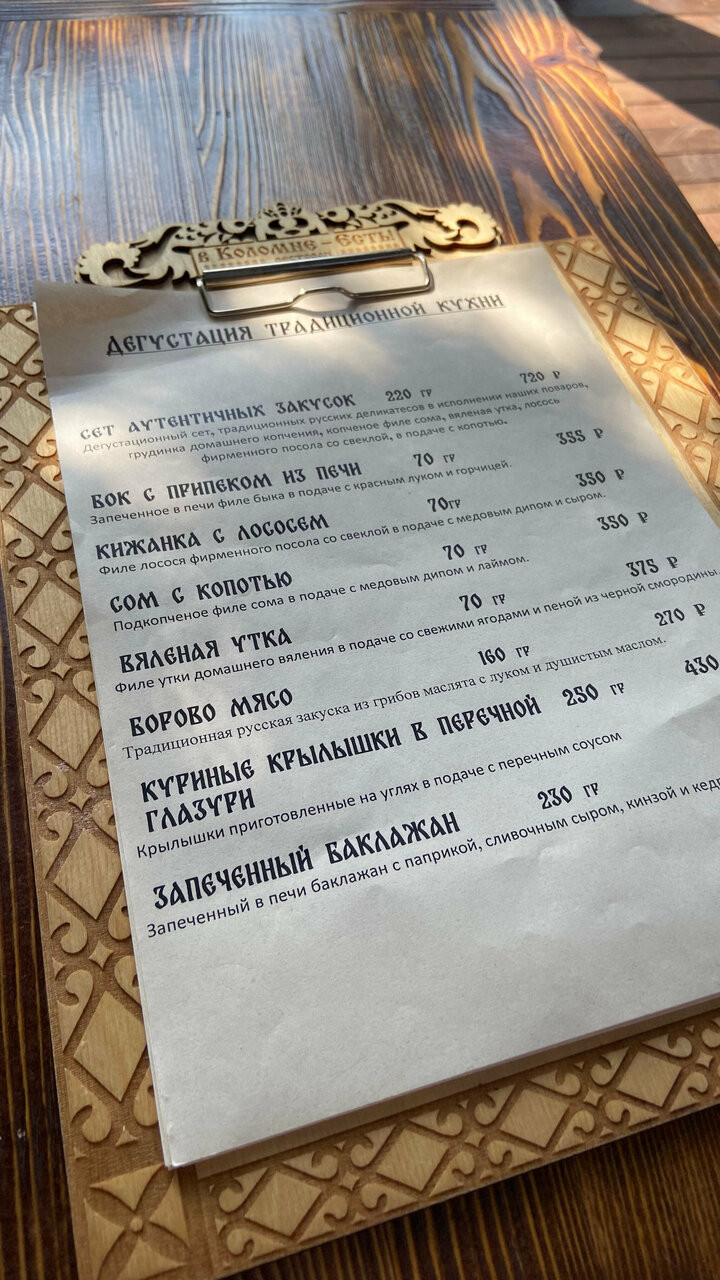 в Коломне - Есть!
ДЕГУСТАЦИЯ ТРАДИЦИОННОЙ КУХНИ
СЕТ АУТЕНТИЧНЫХ ЗАКУСОК 220 ГР 720 ₽
Дегустационный сет, традиционных русских деликатесов в исполнении наших поваров,
грудинка домашнего копчения, копченое филе сома, вяленая утка, лосось
фирменного посола со свеклой, в подаче с копотью.
БОК С ПРИПЕКОМ ИЗ ПЕЧИ 70 ГР 355 ₽
Запеченное в печи филе быка в подаче с красным луком и горчицей.
КИЖАНКА С ЛОСОСЕМ 70ГР 350 ₽
Филе лосося фирменного посола со свеклой в подаче с медовым дипом и сыром.
СОМ С КОПОТЬЮ 70 ГР 350 ₽
Подкопченое филе сома в подаче с медовым дипом и лаймом.
ВЯЛЕНАЯ УТКА 70 ГР 375 ₽
Филе утки домашнего вяления в подаче со свежими ягодами и пеной из черной смородины.
БОРОВО МЯСО 160 ГР 270 ₽
Традиционная русская закуска из грибов маслята с луком и душистым маслом.
КУРИНЫЕ КРЫЛЫШКИ В ПЕРЕЧНОЙ 250 ГР 430
ГЛАЗУРИ
Крылышки приготовленные на углях в подаче с перечным соусом
ЗАПЕЧЕННЫЙ БАКЛАЖАН 230 ГР
Запеченный в печи баклажан с паприкой, сливочным сыром, кинзой и кедр